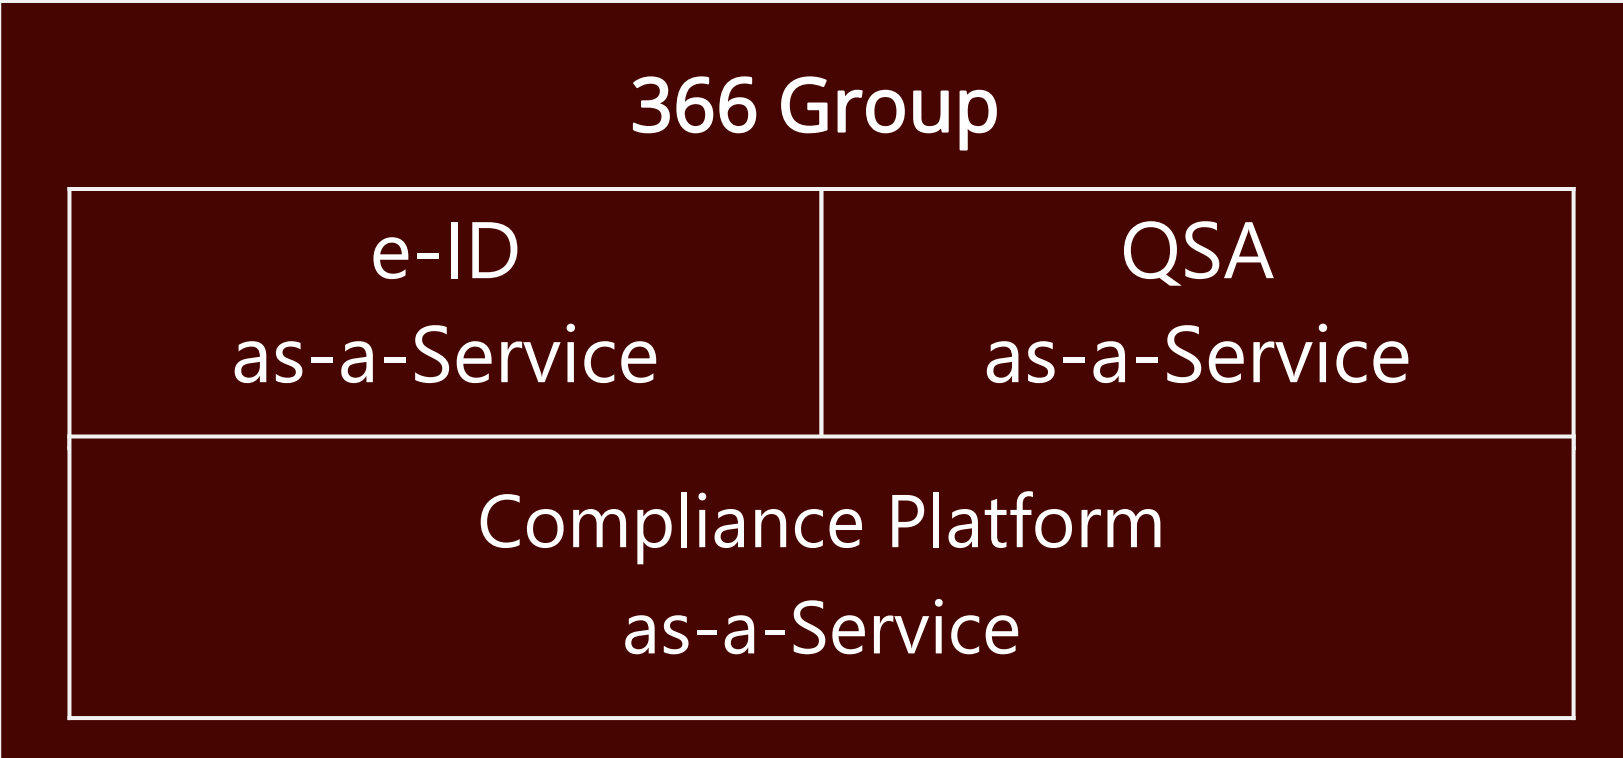 366 Group
e-ID
as-a-Service
QSA
as-a-Service
Compliance Platform
as-a-Service